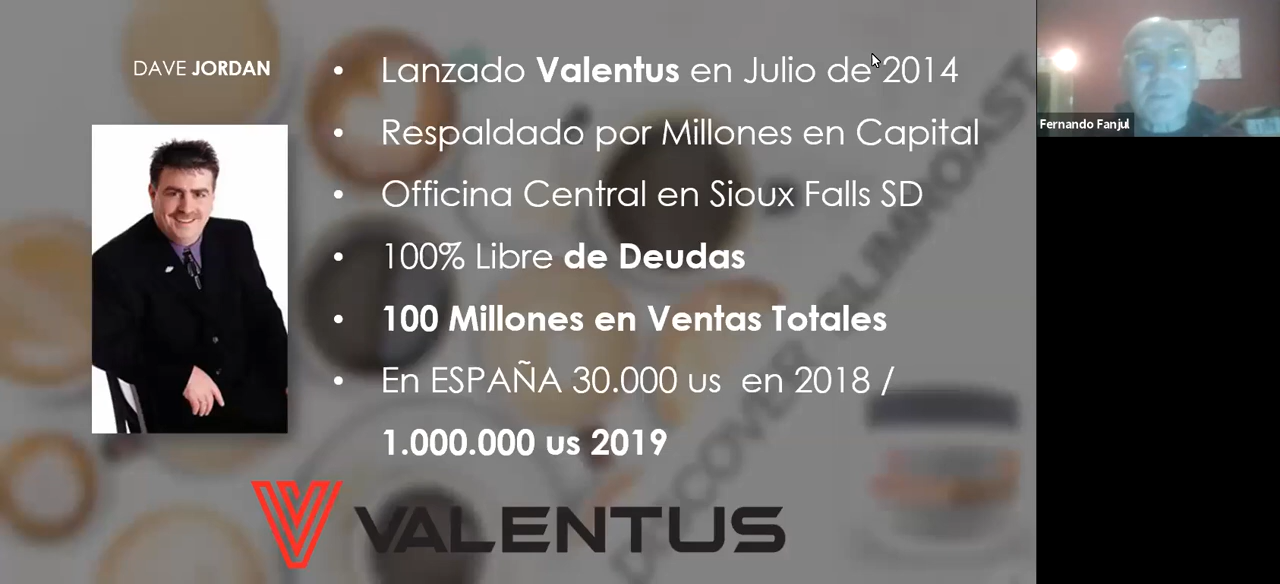 DAVE JORDAN
• Lanzado Valentus en Julio de 2014
• Respaldado por Millones en Capital
• Officina Central en Sioux Falls SD
• 100% Libre de Deudas
• 100 Millones en Ventas Totales
• En ESPAÑA 30.000 us en 2018 /
1.000.000 us 2019
VALENTUS
DISCOVER SLIMROAST
Fernando Fanjul